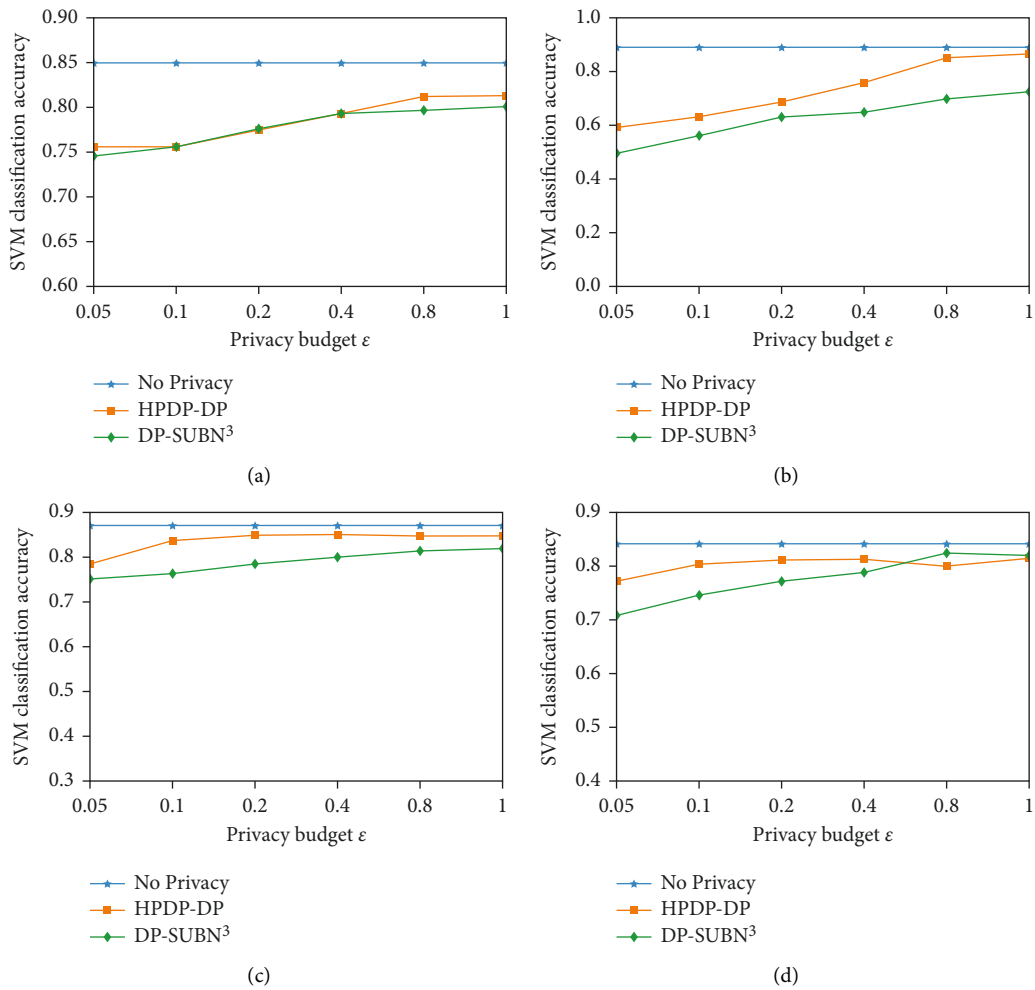 0.90
0.85
0.80
0.75
0.70
0.65
0.60
SVM classification accuracy
0.05 0.1 0.2 0.4 0.8 1
Privacy budget ε
No Privacy
HPDP-DP
DP-SUBN³
(a)
1.0
0.8
0.6
0.4
0.2
0.0
SVM classification accuracy
0.05 0.1 0.2 0.4 0.8 1
Privacy budget ε
No Privacy
HPDP-DP
DP-SUBN³
(b)
0.9
0.8
0.7
0.6
0.5
0.4
0.3
SVM classification accuracy
0.05 0.1 0.2 0.4 0.8 1
Privacy budget ε
No Privacy
HPDP-DP
DP-SUBN³
(c)
0.9
0.8
0.7
0.6
0.5
0.4
SVM classification accuracy
0.05 0.1 0.2 0.4 0.8 1
Privacy budget ε
No Privacy
HPDP-DP
DP-SUBN³
(d)